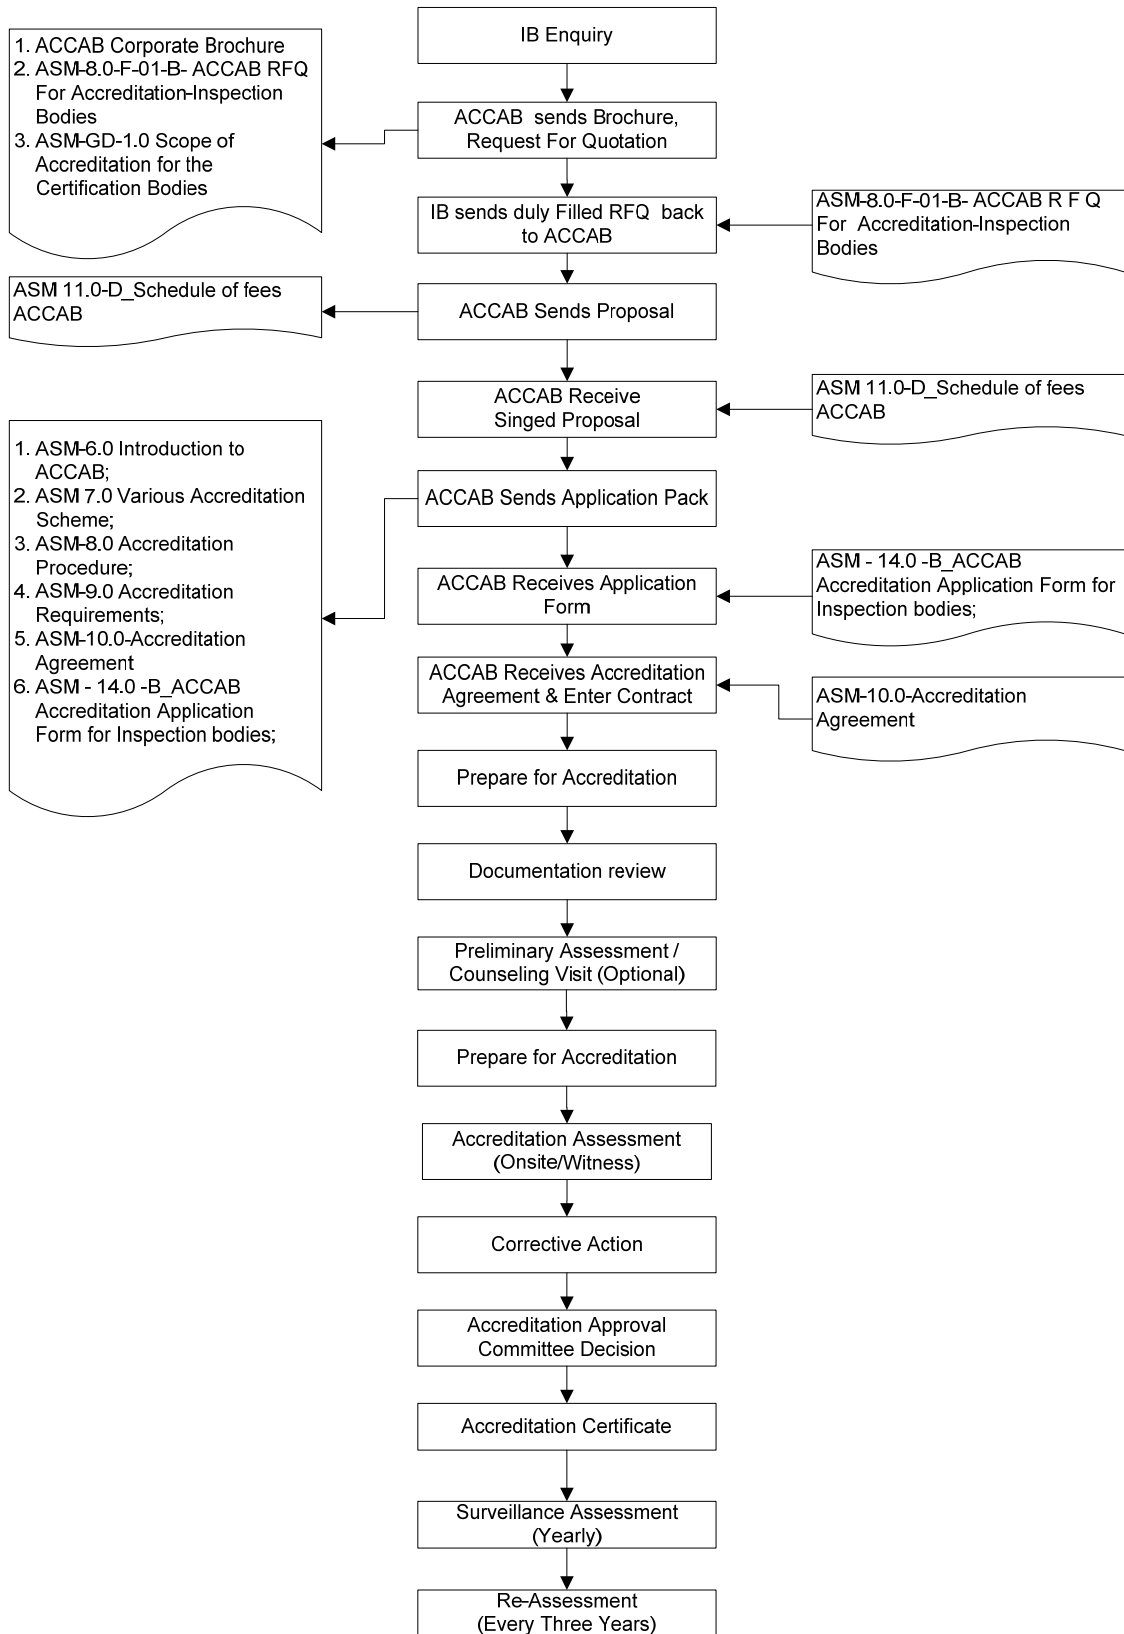 IB Enquiry
1. ACCAB Corporate Brochure
2. ASM-8.0-F-01-B- ACCAB RFQ
For Accreditation-Inspection
Bodies
3. ASM-GD-1.0 Scope of
Accreditation for the
Certification Bodies
ACCAB  sends Brochure,
Request For Quotation
IB sends duly Filled RFQ  back
to ACCAB
ASM-8.0-F-01-B- ACCAB R F Q
For  Accreditation-Inspection
Bodies
ASM 11.0-D_Schedule of fees
ACCAB
ACCAB Sends Proposal
ACCAB Receive
Singed Proposal
ASM 11.0-D_Schedule of fees
ACCAB
1. ASM-6.0 Introduction to
ACCAB;
2. ASM 7.0 Various Accreditation
Scheme;
3. ASM-8.0 Accreditation
Procedure;
4. ASM-9.0 Accreditation
Requirements;
5. ASM-10.0-Accreditation
Agreement
6. ASM - 14.0 -B_ACCAB
Accreditation Application
Form for Inspection bodies;
ACCAB Sends Application Pack
ACCAB Receives Application
Form
ASM - 14.0 -B_ACCAB
Accreditation Application Form for
Inspection bodies;
ACCAB Receives Accreditation
Agreement & Enter Contract
ASM-10.0-Accreditation
Agreement
Prepare for Accreditation
Documentation review
Preliminary Assessment /
Counseling Visit (Optional)
Prepare for Accreditation
Accreditation Assessment
(Onsite/Witness)
Corrective Action
Accreditation Approval
Committee Decision
Accreditation Certificate
Surveillance Assessment
(Yearly)
Re-Assessment
(Every Three Years)